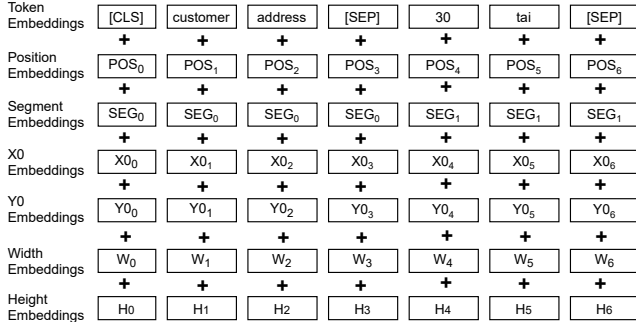 Token Embeddings [CLS] customer address [SEP] 30 tai [SEP]
+ + + + + + +
Position Embeddings POS₀ POS₁ POS₂ POS₃ POS₄ POS₅ POS₆
+ + + + + + +
Segment Embeddings SEG₀ SEG₀ SEG₀ SEG₀ SEG₁ SEG₁ SEG₁
+ + + + + + +
X0 Embeddings X0₀ X0₁ X0₂ X0₃ X0₄ X0₅ X0₆
+ + + + + + +
Y0 Embeddings Y0₀ Y0₁ Y0₂ Y0₃ Y0₄ Y0₅ Y0₆
+ + + + + + +
Width Embeddings W₀ W₁ W₂ W₃ W₄ W₅ W₆
+ + + + + + +
Height Embeddings H₀ H₁ H₂ H₃ H₄ H₅ H₆